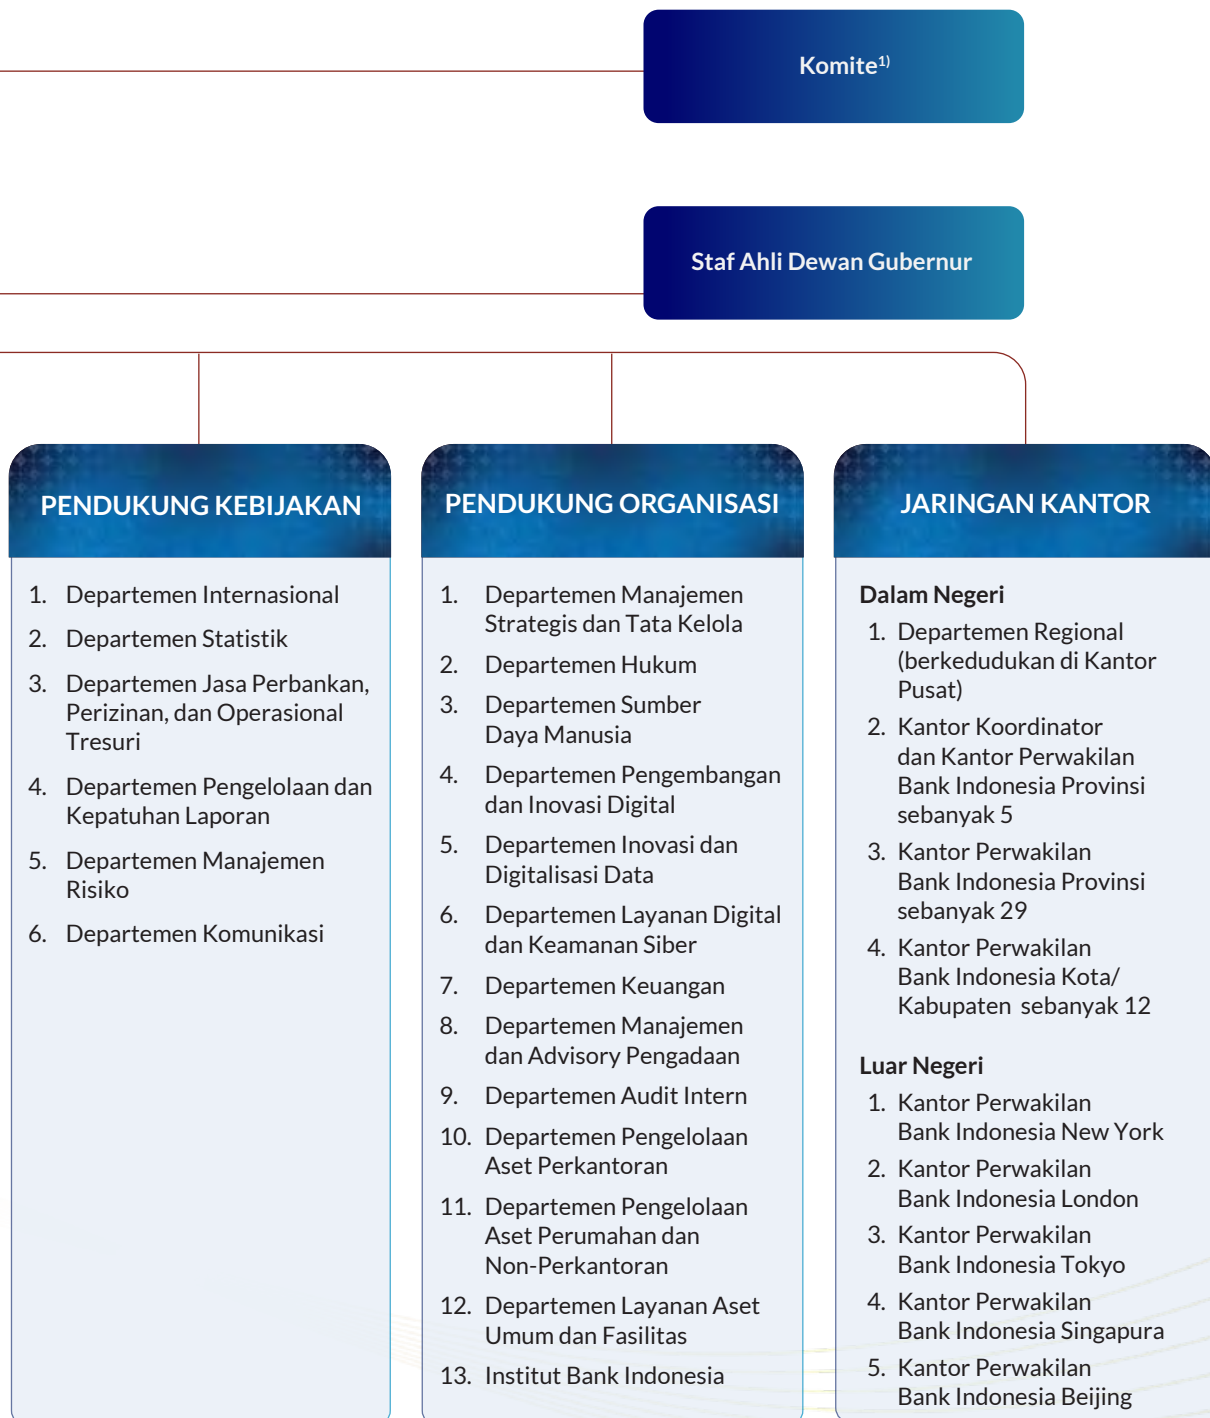 Komite¹⁾
Staf Ahli Dewan Gubernur
PENDUKUNG KEBIJAKAN
1. Departemen Internasional
2. Departemen Statistik
3. Departemen Jasa Perbankan,
Perizinan, dan Operasional
Tresuri
4. Departemen Pengelolaan dan
Kepatuhan Laporan
5. Departemen Manajemen
Risiko
6. Departemen Komunikasi
PENDUKUNG ORGANISASI
1. Departemen Manajemen
Strategis dan Tata Kelola
2. Departemen Hukum
3. Departemen Sumber
Daya Manusia
4. Departemen Pengembangan
dan Inovasi Digital
5. Departemen Inovasi dan
Digitalisasi Data
6. Departemen Layanan Digital
dan Keamanan Siber
7. Departemen Keuangan
8. Departemen Manajemen
dan Advisory Pengadaan
9. Departemen Audit Intern
10. Departemen Pengelolaan
Aset Perkantoran
11. Departemen Pengelolaan
Aset Perumahan dan
Non-Perkantoran
12. Departemen Layanan Aset
Umum dan Fasilitas
13. Institut Bank Indonesia
JARINGAN KANTOR
Dalam Negeri
1. Departemen Regional
(berkedudukan di Kantor
Pusat)
2. Kantor Koordinator
dan Kantor Perwakilan
Bank Indonesia Provinsi
sebanyak 5
3. Kantor Perwakilan
Bank Indonesia Provinsi
sebanyak 29
4. Kantor Perwakilan
Bank Indonesia Kota/
Kabupaten sebanyak 12
Luar Negeri
1. Kantor Perwakilan
Bank Indonesia New York
2. Kantor Perwakilan
Bank Indonesia London
3. Kantor Perwakilan
Bank Indonesia Tokyo
4. Kantor Perwakilan
Bank Indonesia Singapura
5. Kantor Perwakilan
Bank Indonesia Beijing